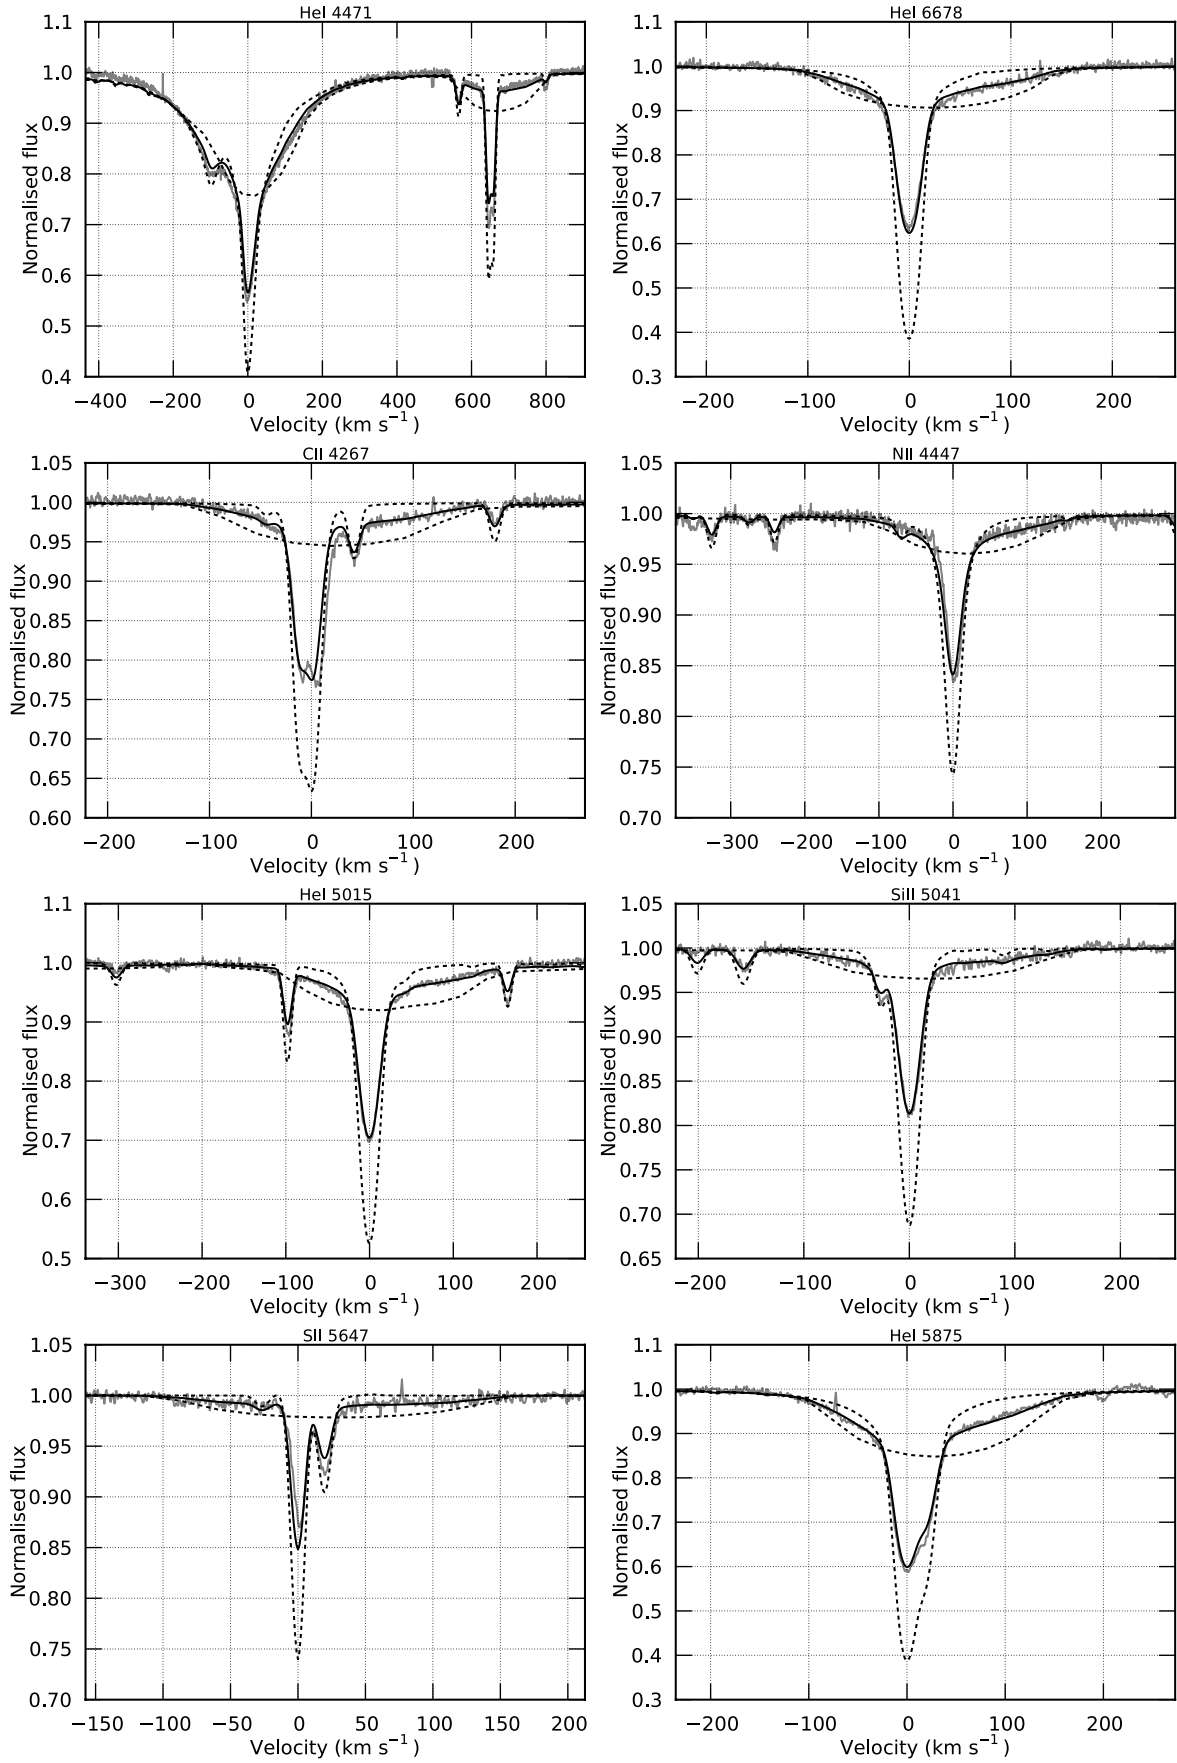 HeI 4471
1.1
1.0
0.9
0.8
0.7
0.6
0.5
0.4
Normalised flux
−400 −200 0 200 400 600 800
Velocity (km s⁻¹)
HeI 6678
1.1
1.0
0.9
0.8
0.7
0.6
0.5
0.4
0.3
Normalised flux
−200 −100 0 100 200
Velocity (km s⁻¹)
CII 4267
1.05
1.00
0.95
0.90
0.85
0.80
0.75
0.70
0.65
0.60
Normalised flux
−200 −100 0 100 200
Velocity (km s⁻¹)
NII 4447
1.05
1.00
0.95
0.90
0.85
0.80
0.75
0.70
Normalised flux
−300 −200 −100 0 100 200
Velocity (km s⁻¹)
HeI 5015
1.1
1.0
0.9
0.8
0.7
0.6
0.5
Normalised flux
−300 −200 −100 0 100 200
Velocity (km s⁻¹)
SiII 5041
1.05
1.00
0.95
0.90
0.85
0.80
0.75
0.70
0.65
Normalised flux
−200 −100 0 100 200
Velocity (km s⁻¹)
SII 5647
1.05
1.00
0.95
0.90
0.85
0.80
0.75
0.70
Normalised flux
−150 −100 −50 0 50 100 150 200
Velocity (km s⁻¹)
HeI 5875
1.1
1.0
0.9
0.8
0.7
0.6
0.5
0.4
0.3
Normalised flux
−200 −100 0 100 200
Velocity (km s⁻¹)